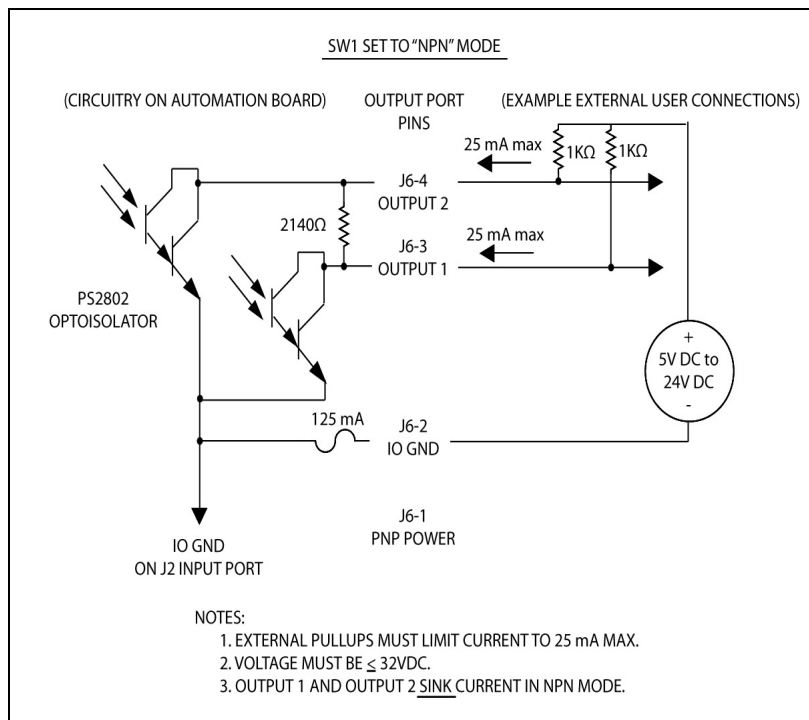 SW1 SET TO “NPN” MODE
(CIRCUITRY ON AUTOMATION BOARD)
OUTPUT PORT
PINS
(EXAMPLE EXTERNAL USER CONNECTIONS)
25 mA max
1KΩ
1KΩ
J6-4
OUTPUT 2
2140Ω
J6-3
OUTPUT 1
25 mA max
PS2802
OPTOISOLATOR
+
5V DC to
24V DC
-
125 mA
J6-2
IO GND
J6-1
PNP POWER
IO GND
ON J2 INPUT PORT
NOTES:
1. EXTERNAL PULLUPS MUST LIMIT CURRENT TO 25 mA MAX.
2. VOLTAGE MUST BE ≤ 32VDC.
3. OUTPUT 1 AND OUTPUT 2 SINK CURRENT IN NPN MODE.